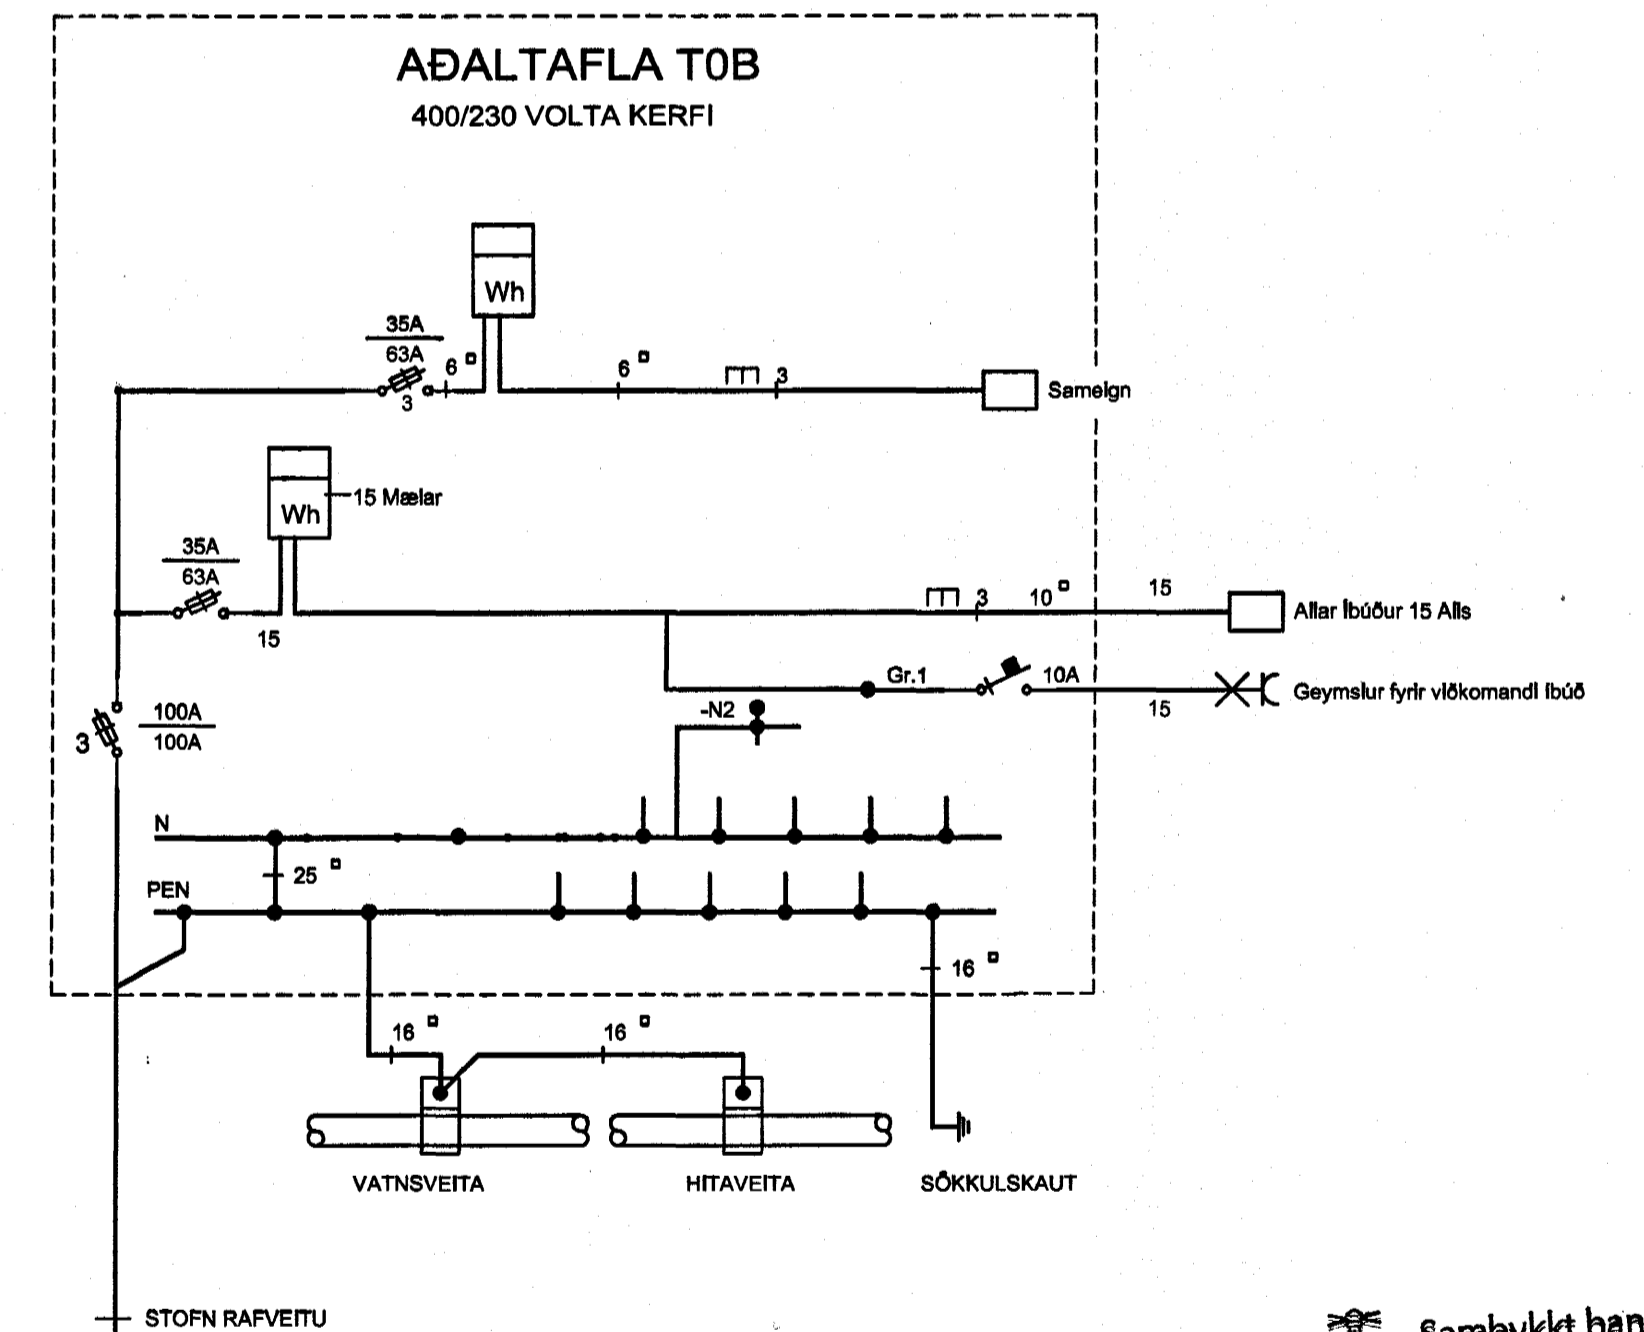 AÐALTAFLA T0B
400/230 VOLTA KERFI
Wh
35A
63A
3
6
6
3
Sameign
Wh
15 Mælar
35A
63A
15
3
10
15
Allar Íbúður 15 Alls
Gr.1
10A
15
Geymslur fyrir viðkomandi íbúð
-N2
3
100A
100A
N
25
PEN
16
16
16
VATNSVEITA
HITAVEITA
SÖKKULSKAUT
STOFN RAFVEITU